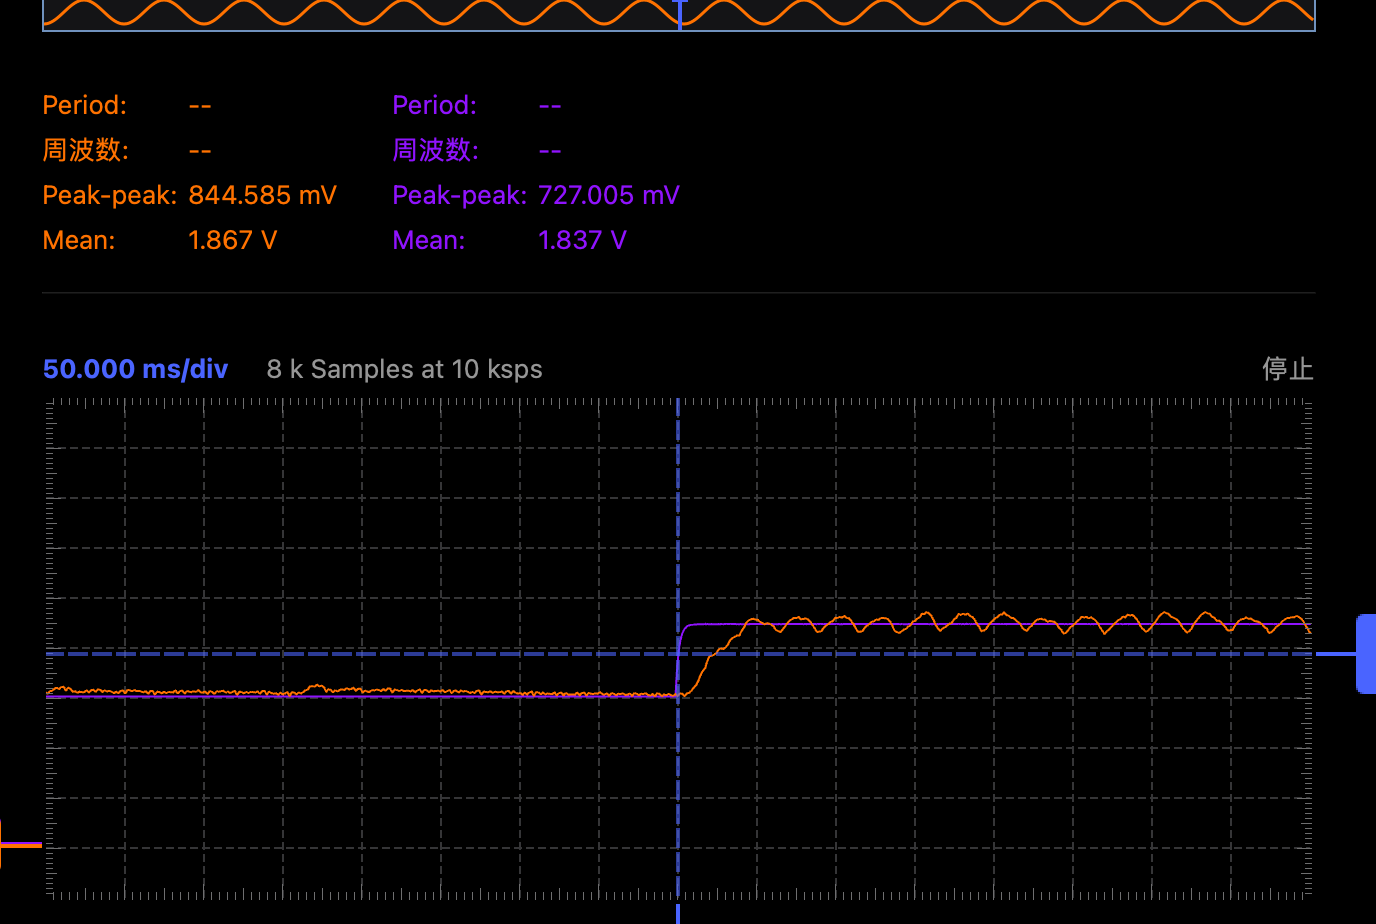 Period: -- Period: --
周波数: -- 周波数: --
Peak-peak: 844.585 mV Peak-peak: 727.005 mV
Mean: 1.867 V Mean: 1.837 V
50.000 ms/div 8 k Samples at 10 ksps 停止